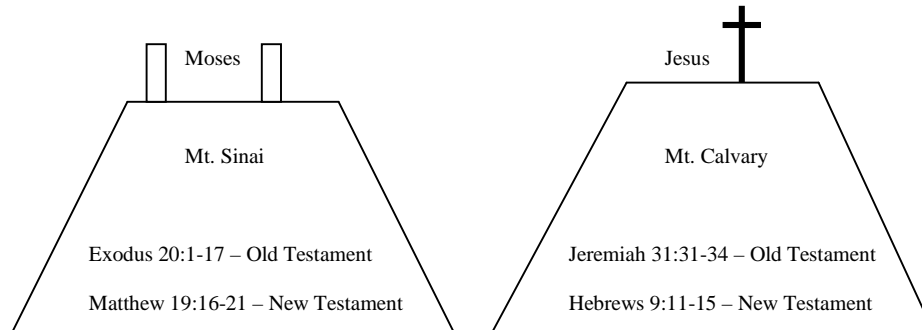 Moses
Mt. Sinai
Exodus 20:1-17 – Old Testament
Matthew 19:16-21 – New Testament
Jesus
Mt. Calvary
Jeremiah 31:31-34 – Old Testament
Hebrews 9:11-15 – New Testament